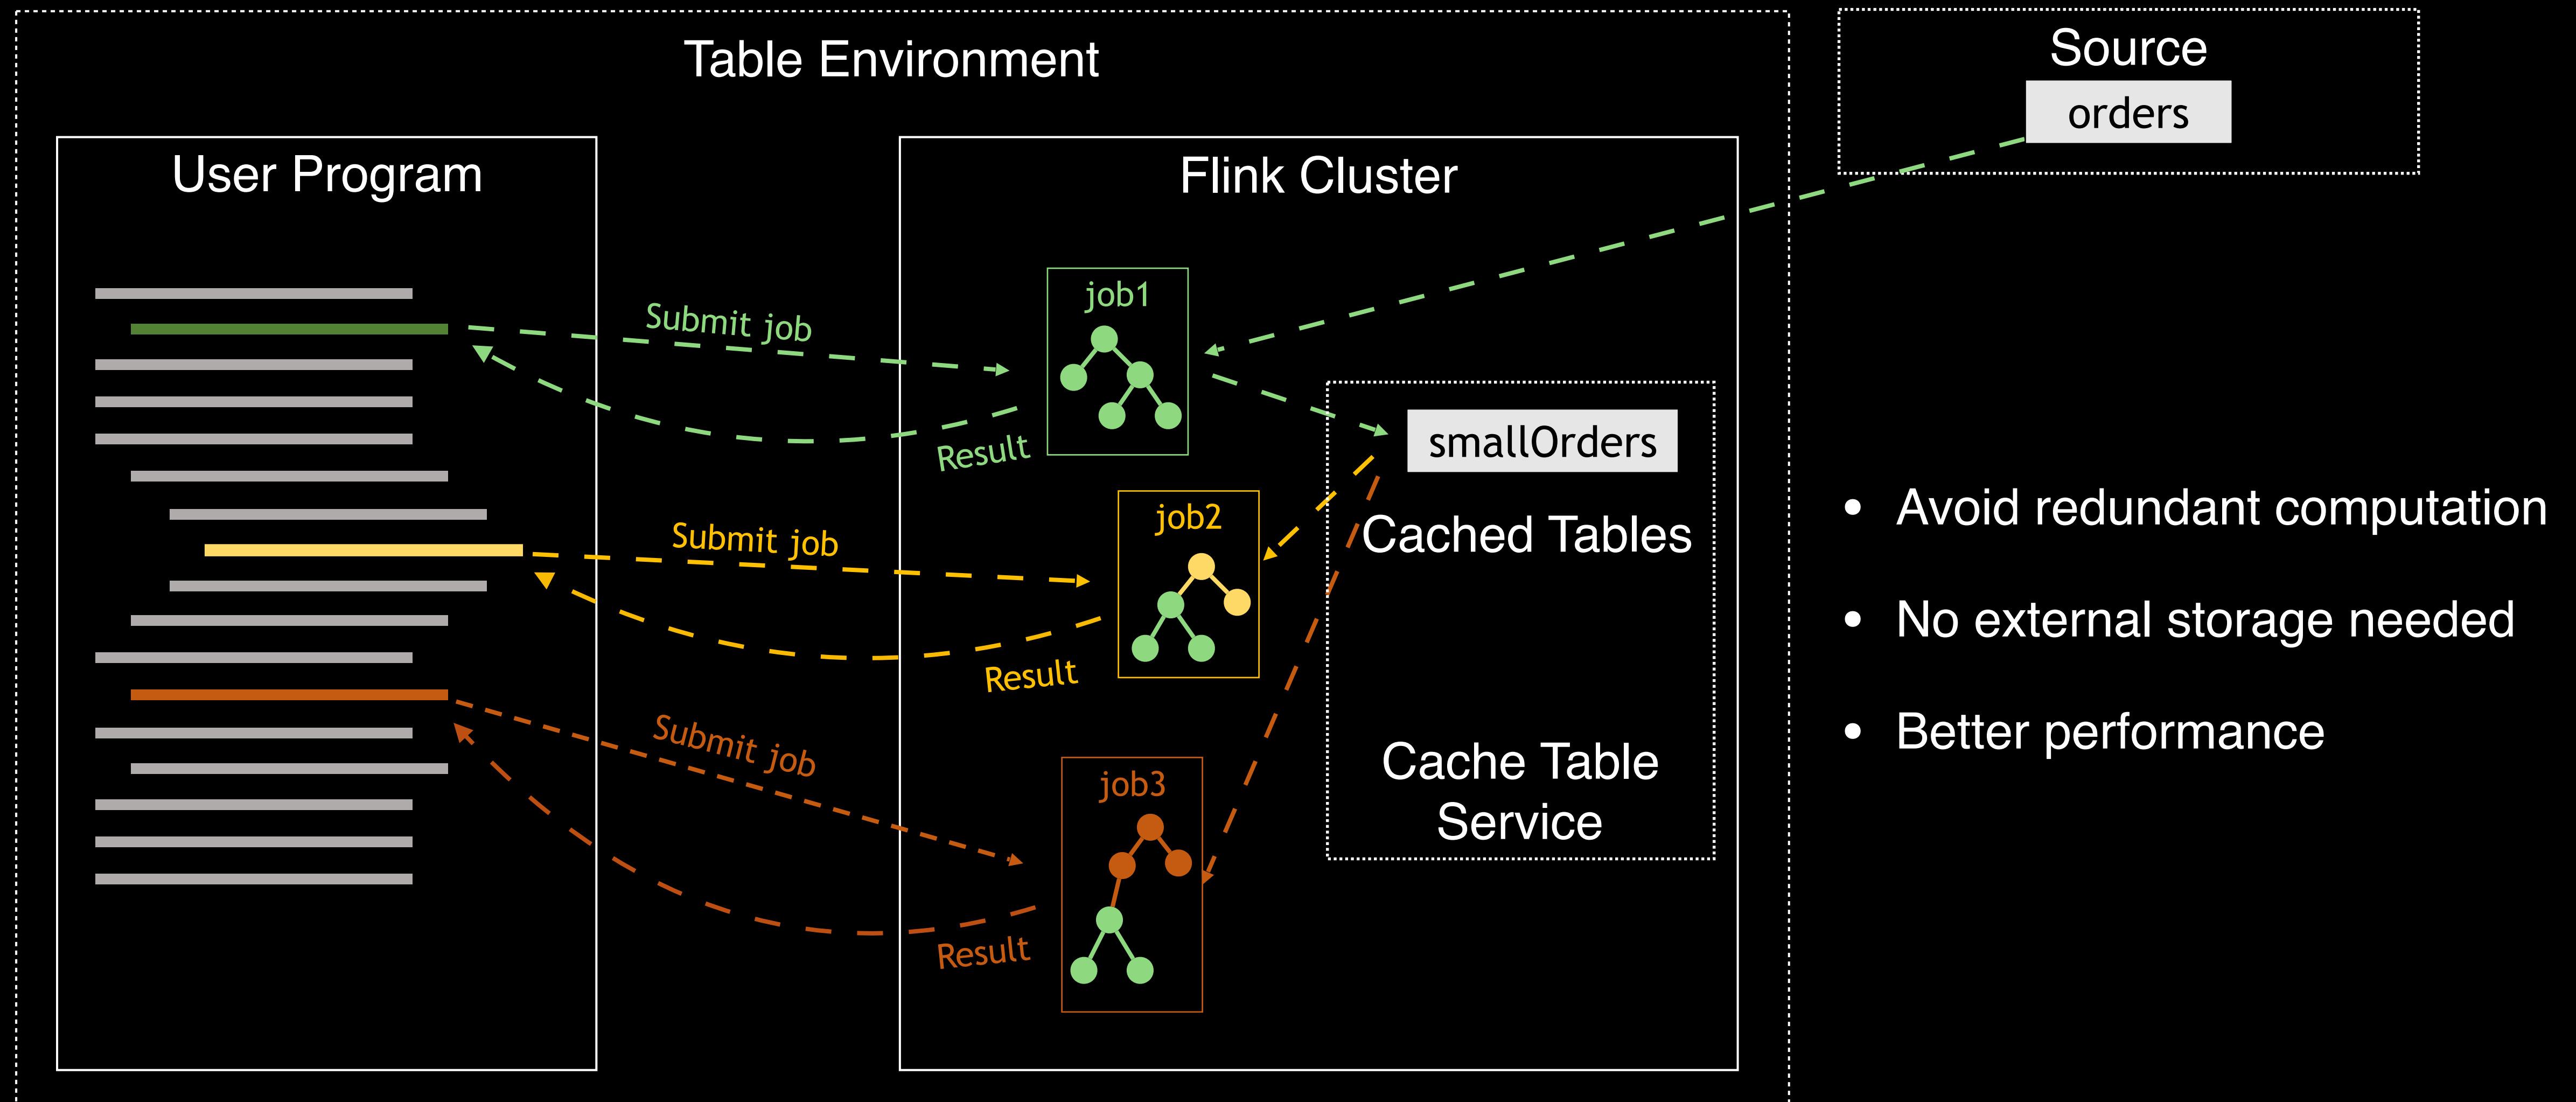 Table Environment
Source
orders
User Program
Flink Cluster
Submit job
job1
Result
smallOrders
Cached Tables
Submit job
job2
Result
Submit job
job3
Result
Cache Table
Service
• Avoid redundant computation
• No external storage needed
• Better performance